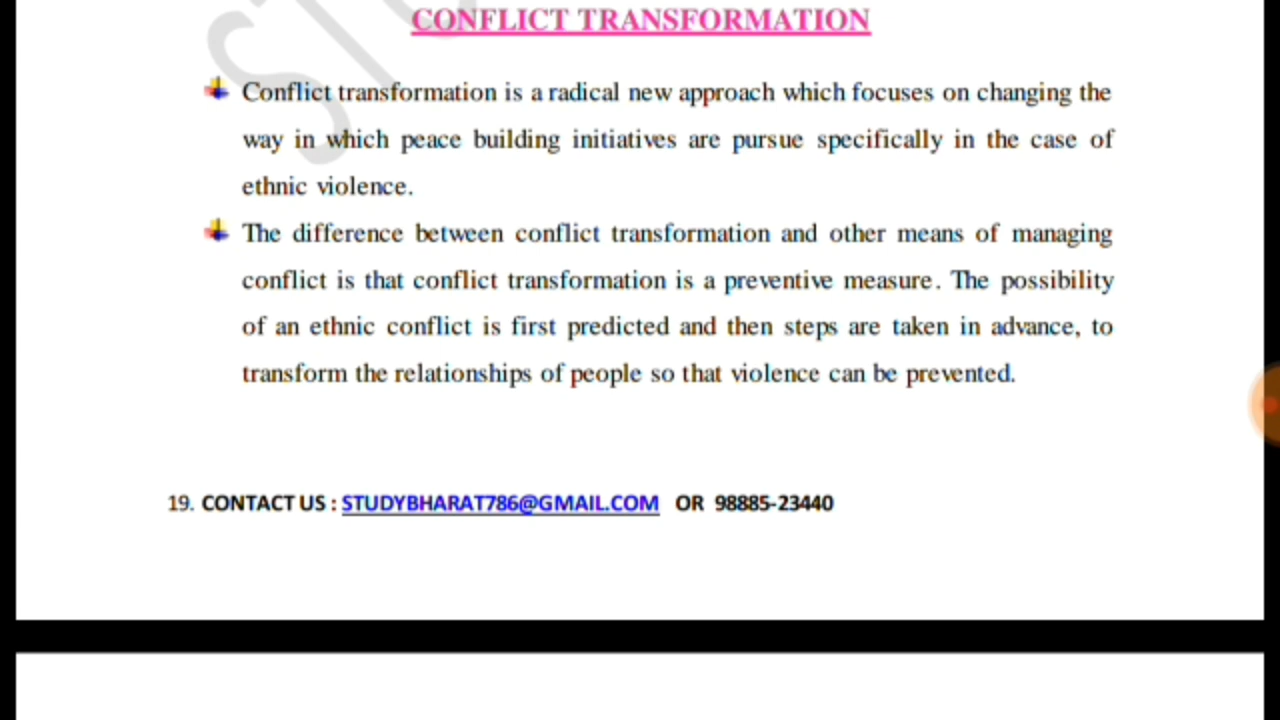 CONFLICT TRANSFORMATION
Conflict transformation is a radical new approach which focuses on changing the
way in which peace building initiatives are pursue specifically in the case of
ethnic violence.
The difference between conflict transformation and other means of managing
conflict is that conflict transformation is a preventive measure. The possibility
of an ethnic conflict is first predicted and then steps are taken in advance, to
transform the relationships of people so that violence can be prevented.
19. CONTACT US : STUDYBHARAT786@GMAIL.COM OR 98885-23440